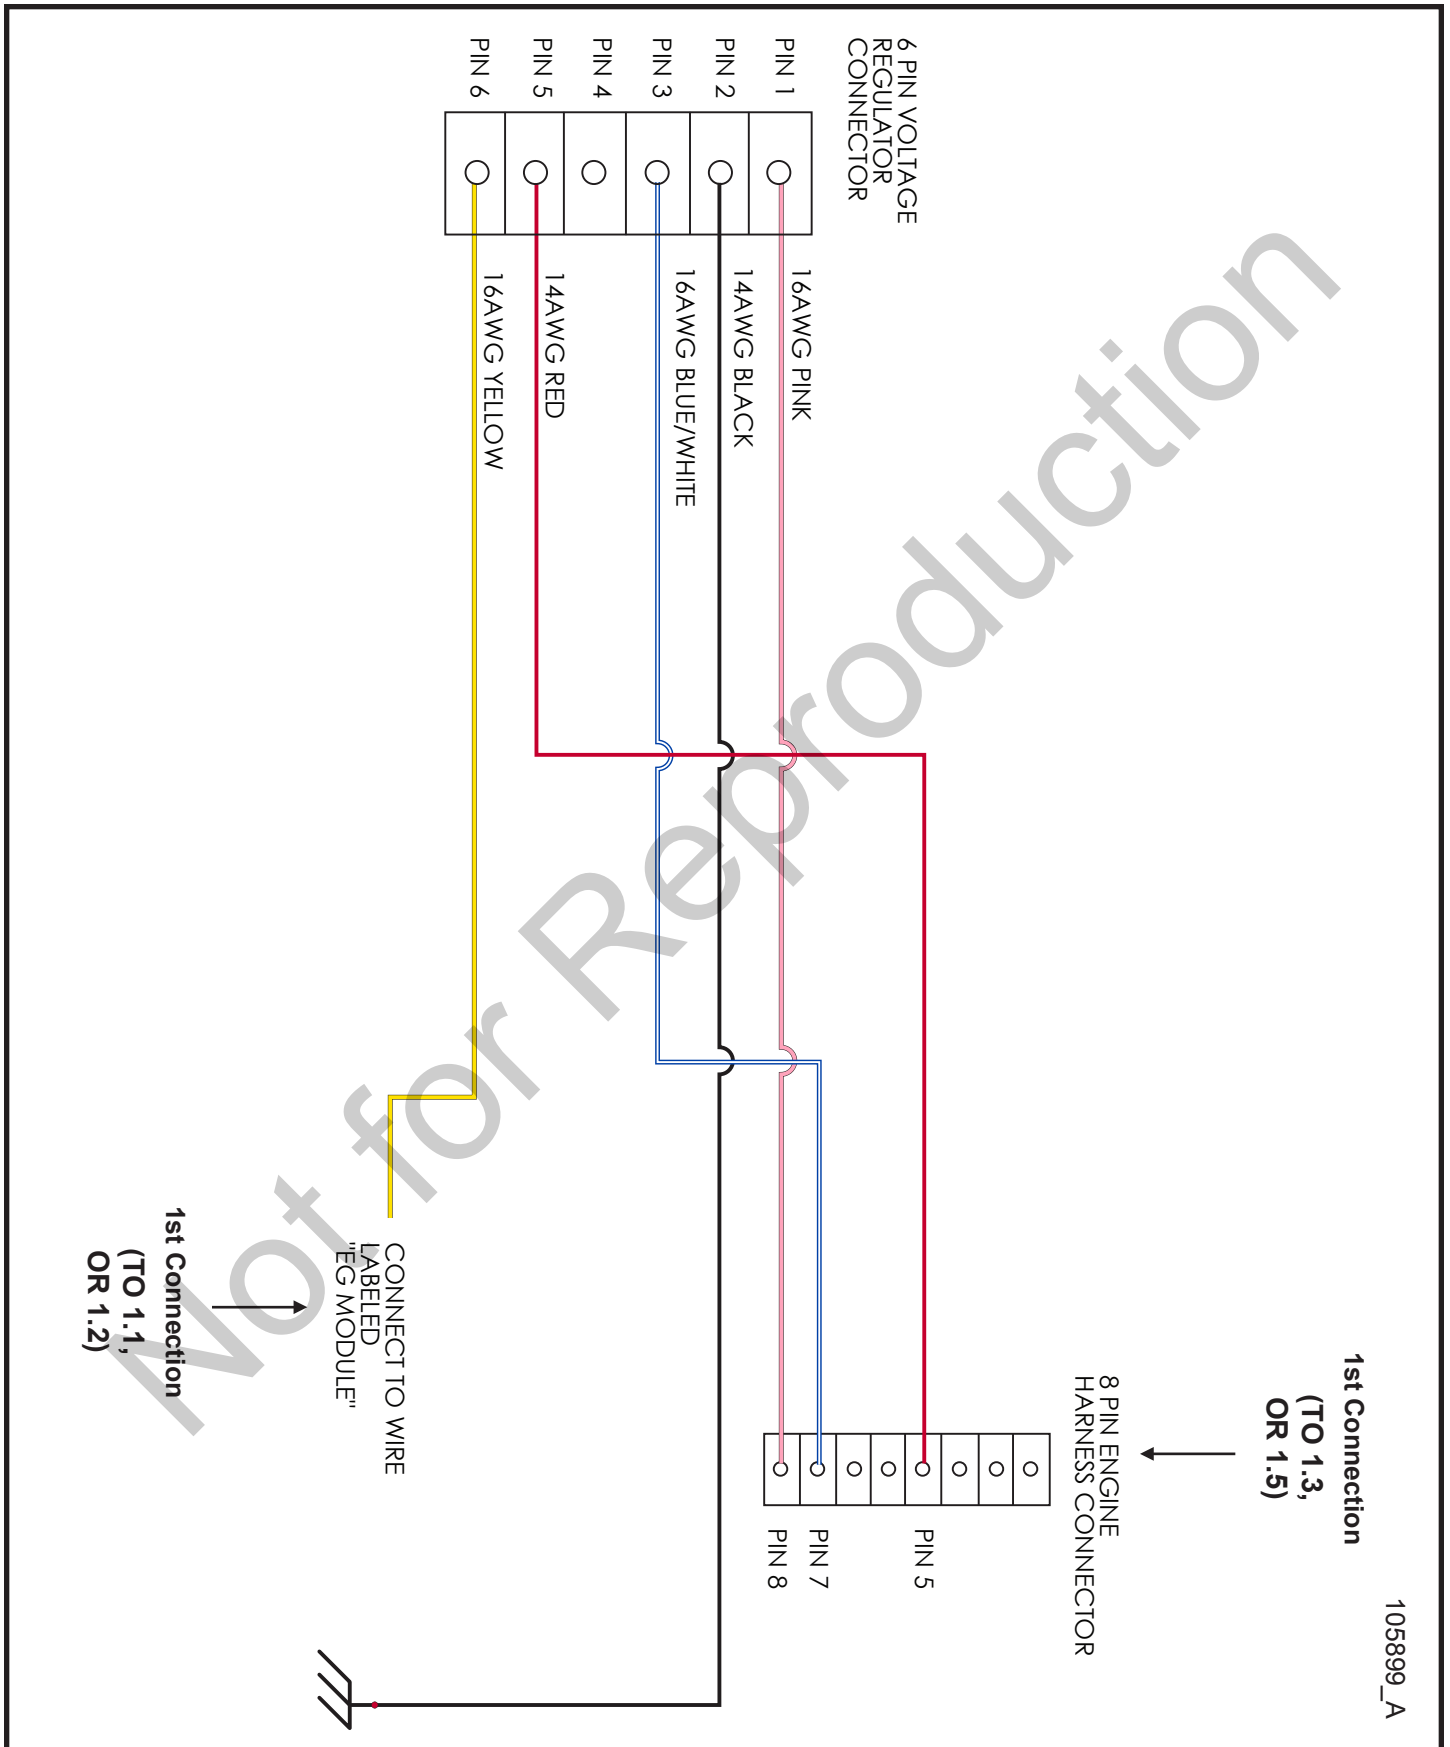 105899_A
1st Connection
(TO 1.3,
OR 1.5)
6 PIN VOLTAGE
REGULATOR
CONNECTOR
PIN 1
PIN 2
PIN 3
PIN 4
PIN 5
PIN 6
16AWG PINK
14AWG BLACK
16AWG BLUE/WHITE
14AWG RED
16AWG YELLOW
8 PIN ENGINE
HARNESS CONNECTOR
PIN 5
PIN 7
PIN 8
CONNECT TO WIRE
LABELED
"EG MODULE"
1st Connection
(TO 1.1,
OR 1.2)
Not for Reproduction